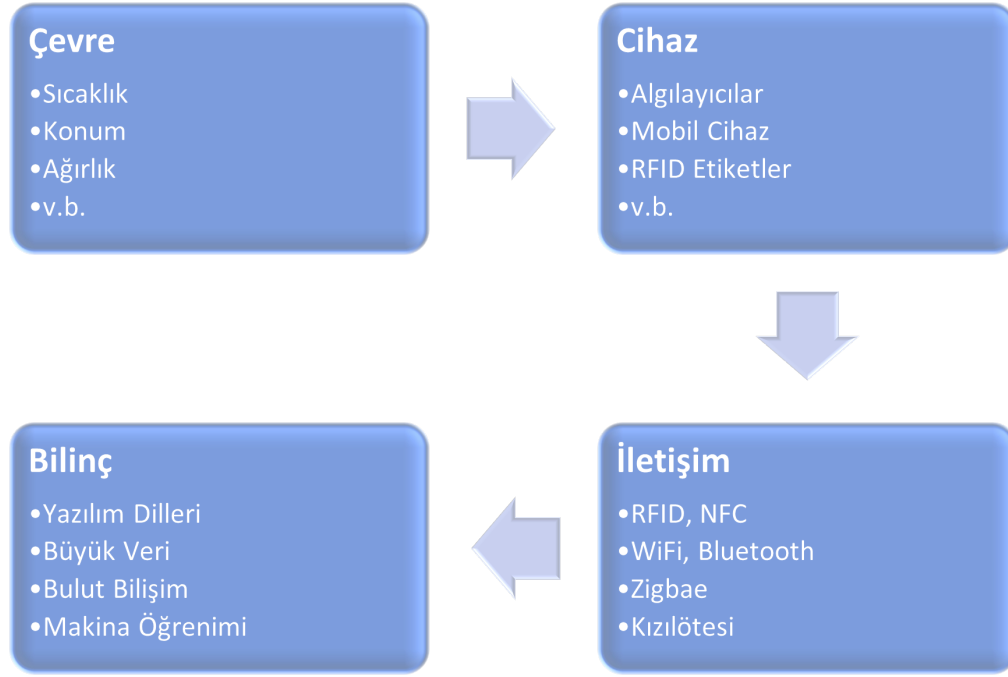 Çevre
•Sıcaklık
•Konum
•Ağırlık
•v.b.
Cihaz
•Algılayıcılar
•Mobil Cihaz
•RFID Etiketler
•v.b.
İletişim
•RFID, NFC
•WiFi, Bluetooth
•Zigbae
•Kızılötesi
Bilinç
•Yazılım Dilleri
•Büyük Veri
•Bulut Bilişim
•Makina Öğrenimi